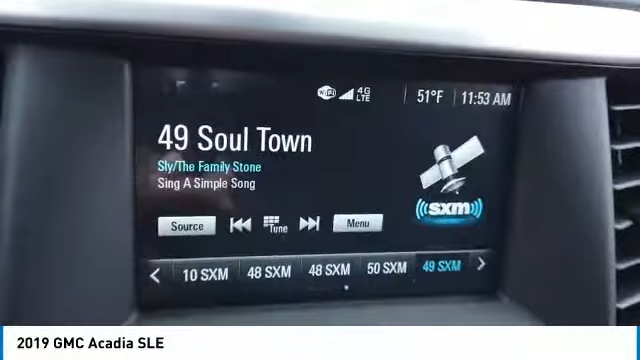 WiFi 4G LTE 51°F 11:53 AM
49 Soul Town
Sly/The Family Stone
Sing A Simple Song
sxm
Source Tune Menu
< 10 SXM 48 SXM 48 SXM 50 SXM 49 SXM >
2019 GMC Acadia SLE